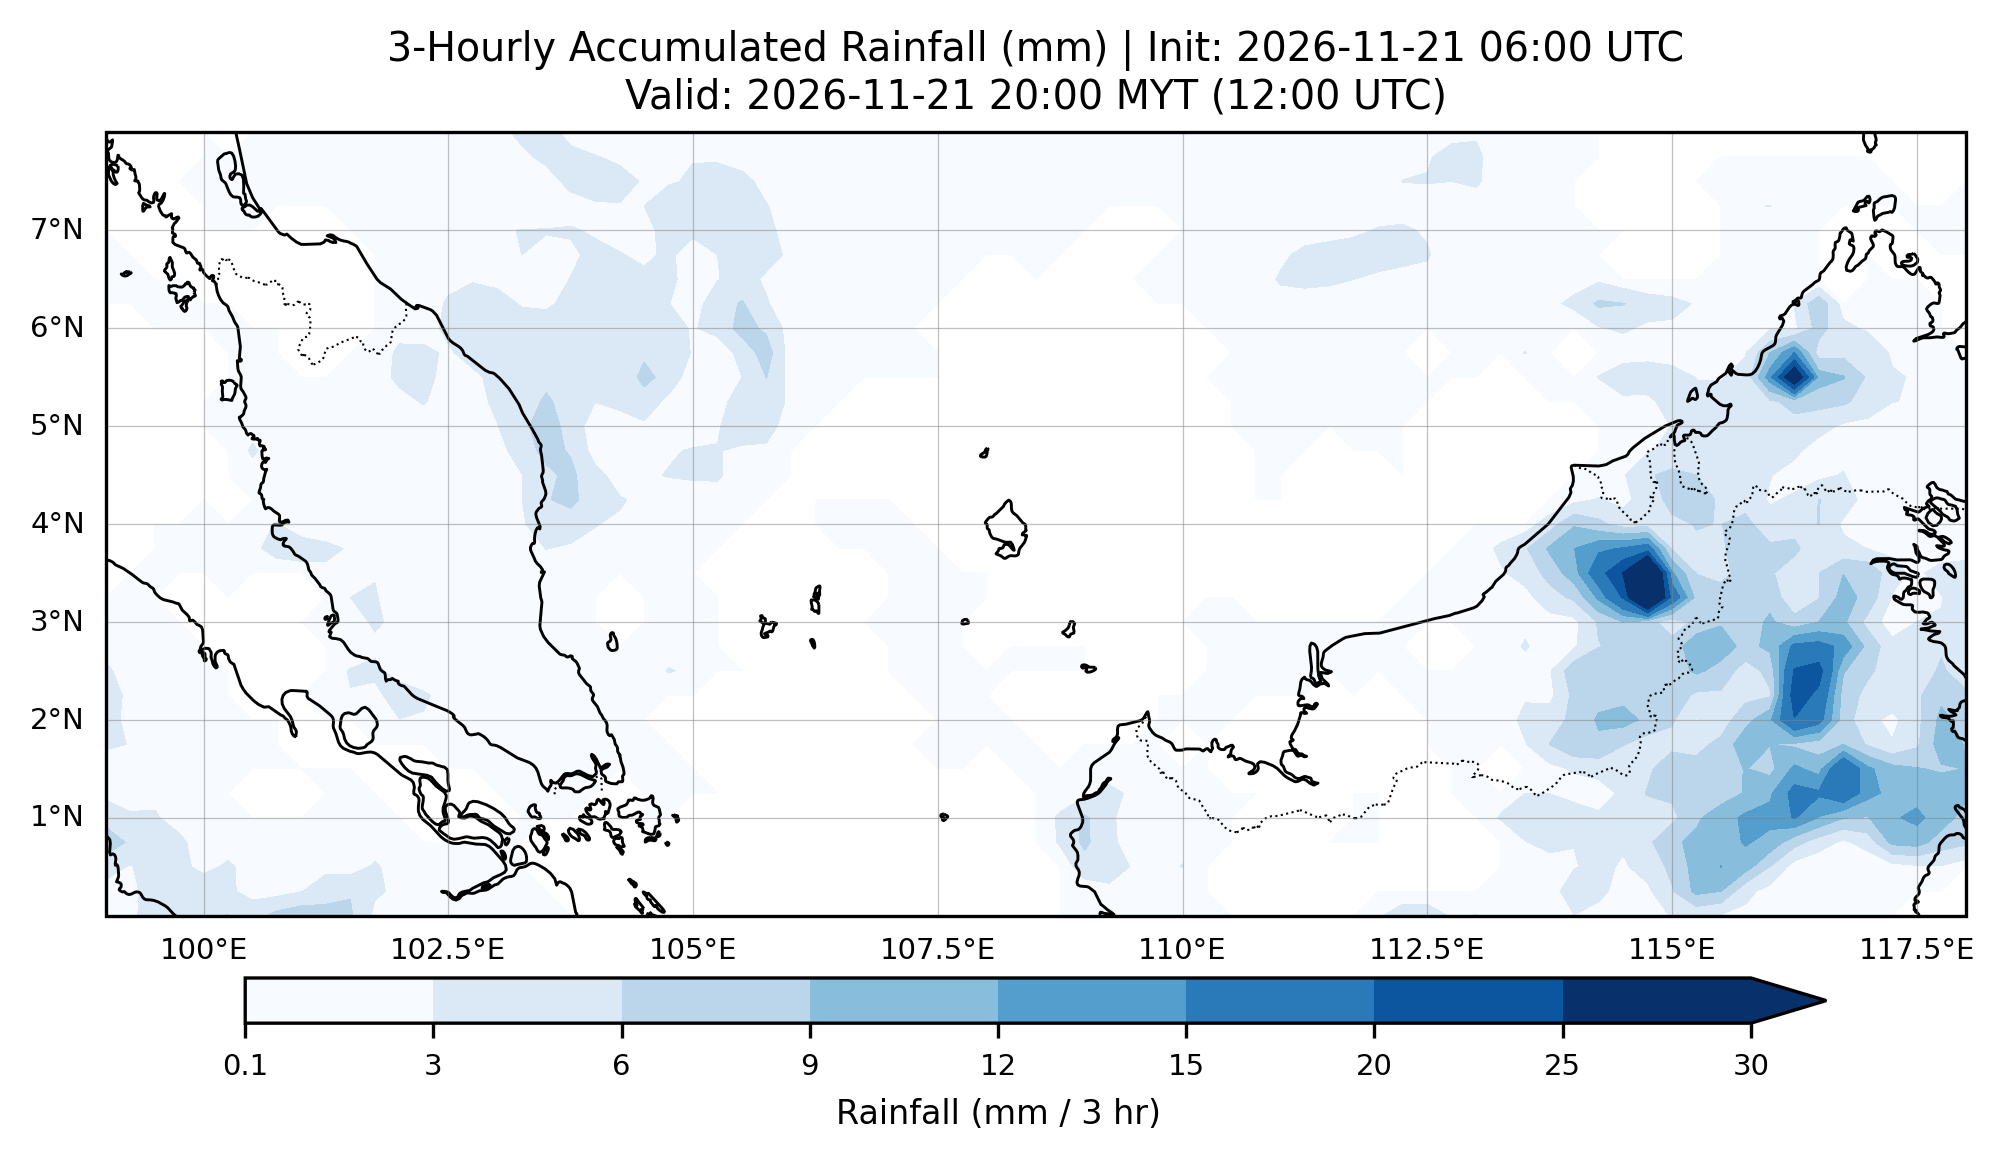 3-Hourly Accumulated Rainfall (mm) | Init: 2026-11-21 06:00 UTC
Valid: 2026-11-21 20:00 MYT (12:00 UTC)
7°N
6°N
5°N
4°N
3°N
2°N
1°N
100°E 102.5°E 105°E 107.5°E 110°E 112.5°E 115°E 117.5°E
0.1 3 6 9 12 15 20 25 30
Rainfall (mm / 3 hr)